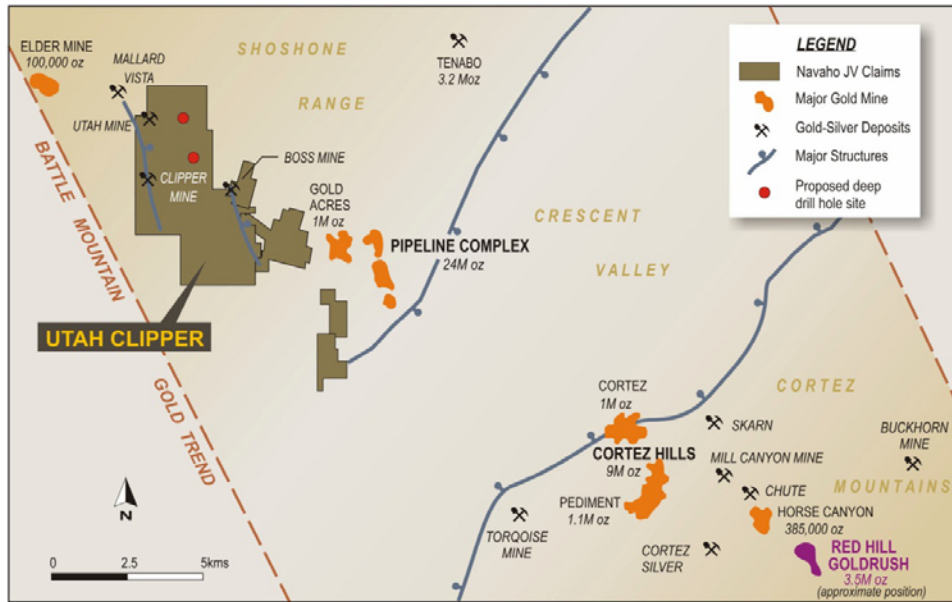 ELDER MINE
100,000 oz
MALLARD
VISTA
UTAH MINE
CLIPPER
MINE
BOSS MINE
SHOSHONE
RANGE
TENABO
3.2 Moz
GOLD
ACRES
1M oz
PIPELINE COMPLEX
24M oz
CRESCENT
VALLEY
BATTLE MOUNTAIN
GOLD TREND
UTAH CLIPPER
LEGEND
Navaho JV Claims
Major Gold Mine
Gold-Silver Deposits
Major Structures
Proposed deep
drill hole site
CORTEZ
1M oz
CORTEZ HILLS
9M oz
PEDIMENT
1.1M oz
TORQOISE
MINE
CORTEZ
MOUNTAINS
SKARN
MILL CANYON MINE
CHUTE
BUCKHORN
MINE
HORSE CANYON
385,000 oz
CORTEZ
SILVER
RED HILL
GOLDRUSH
3.5M oz
(approximate position)
N
0 2.5 5kms